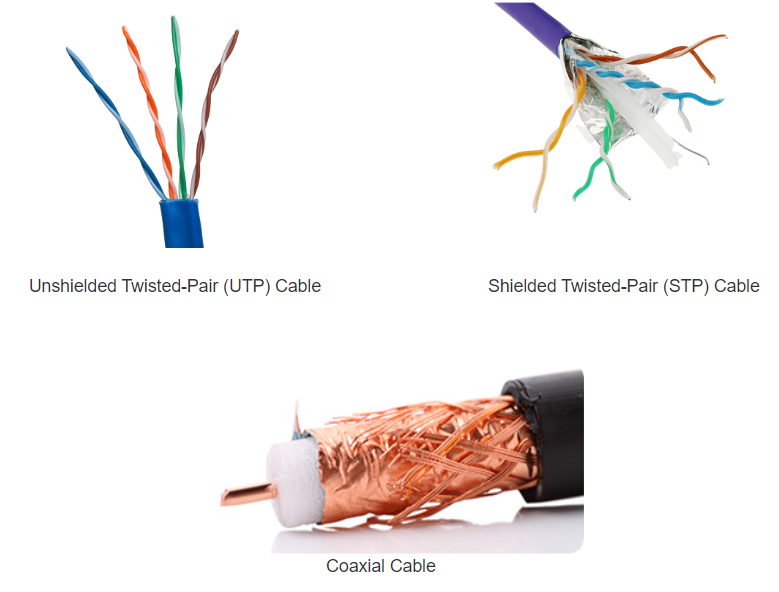 Unshielded Twisted-Pair (UTP) Cable
Shielded Twisted-Pair (STP) Cable
Coaxial Cable